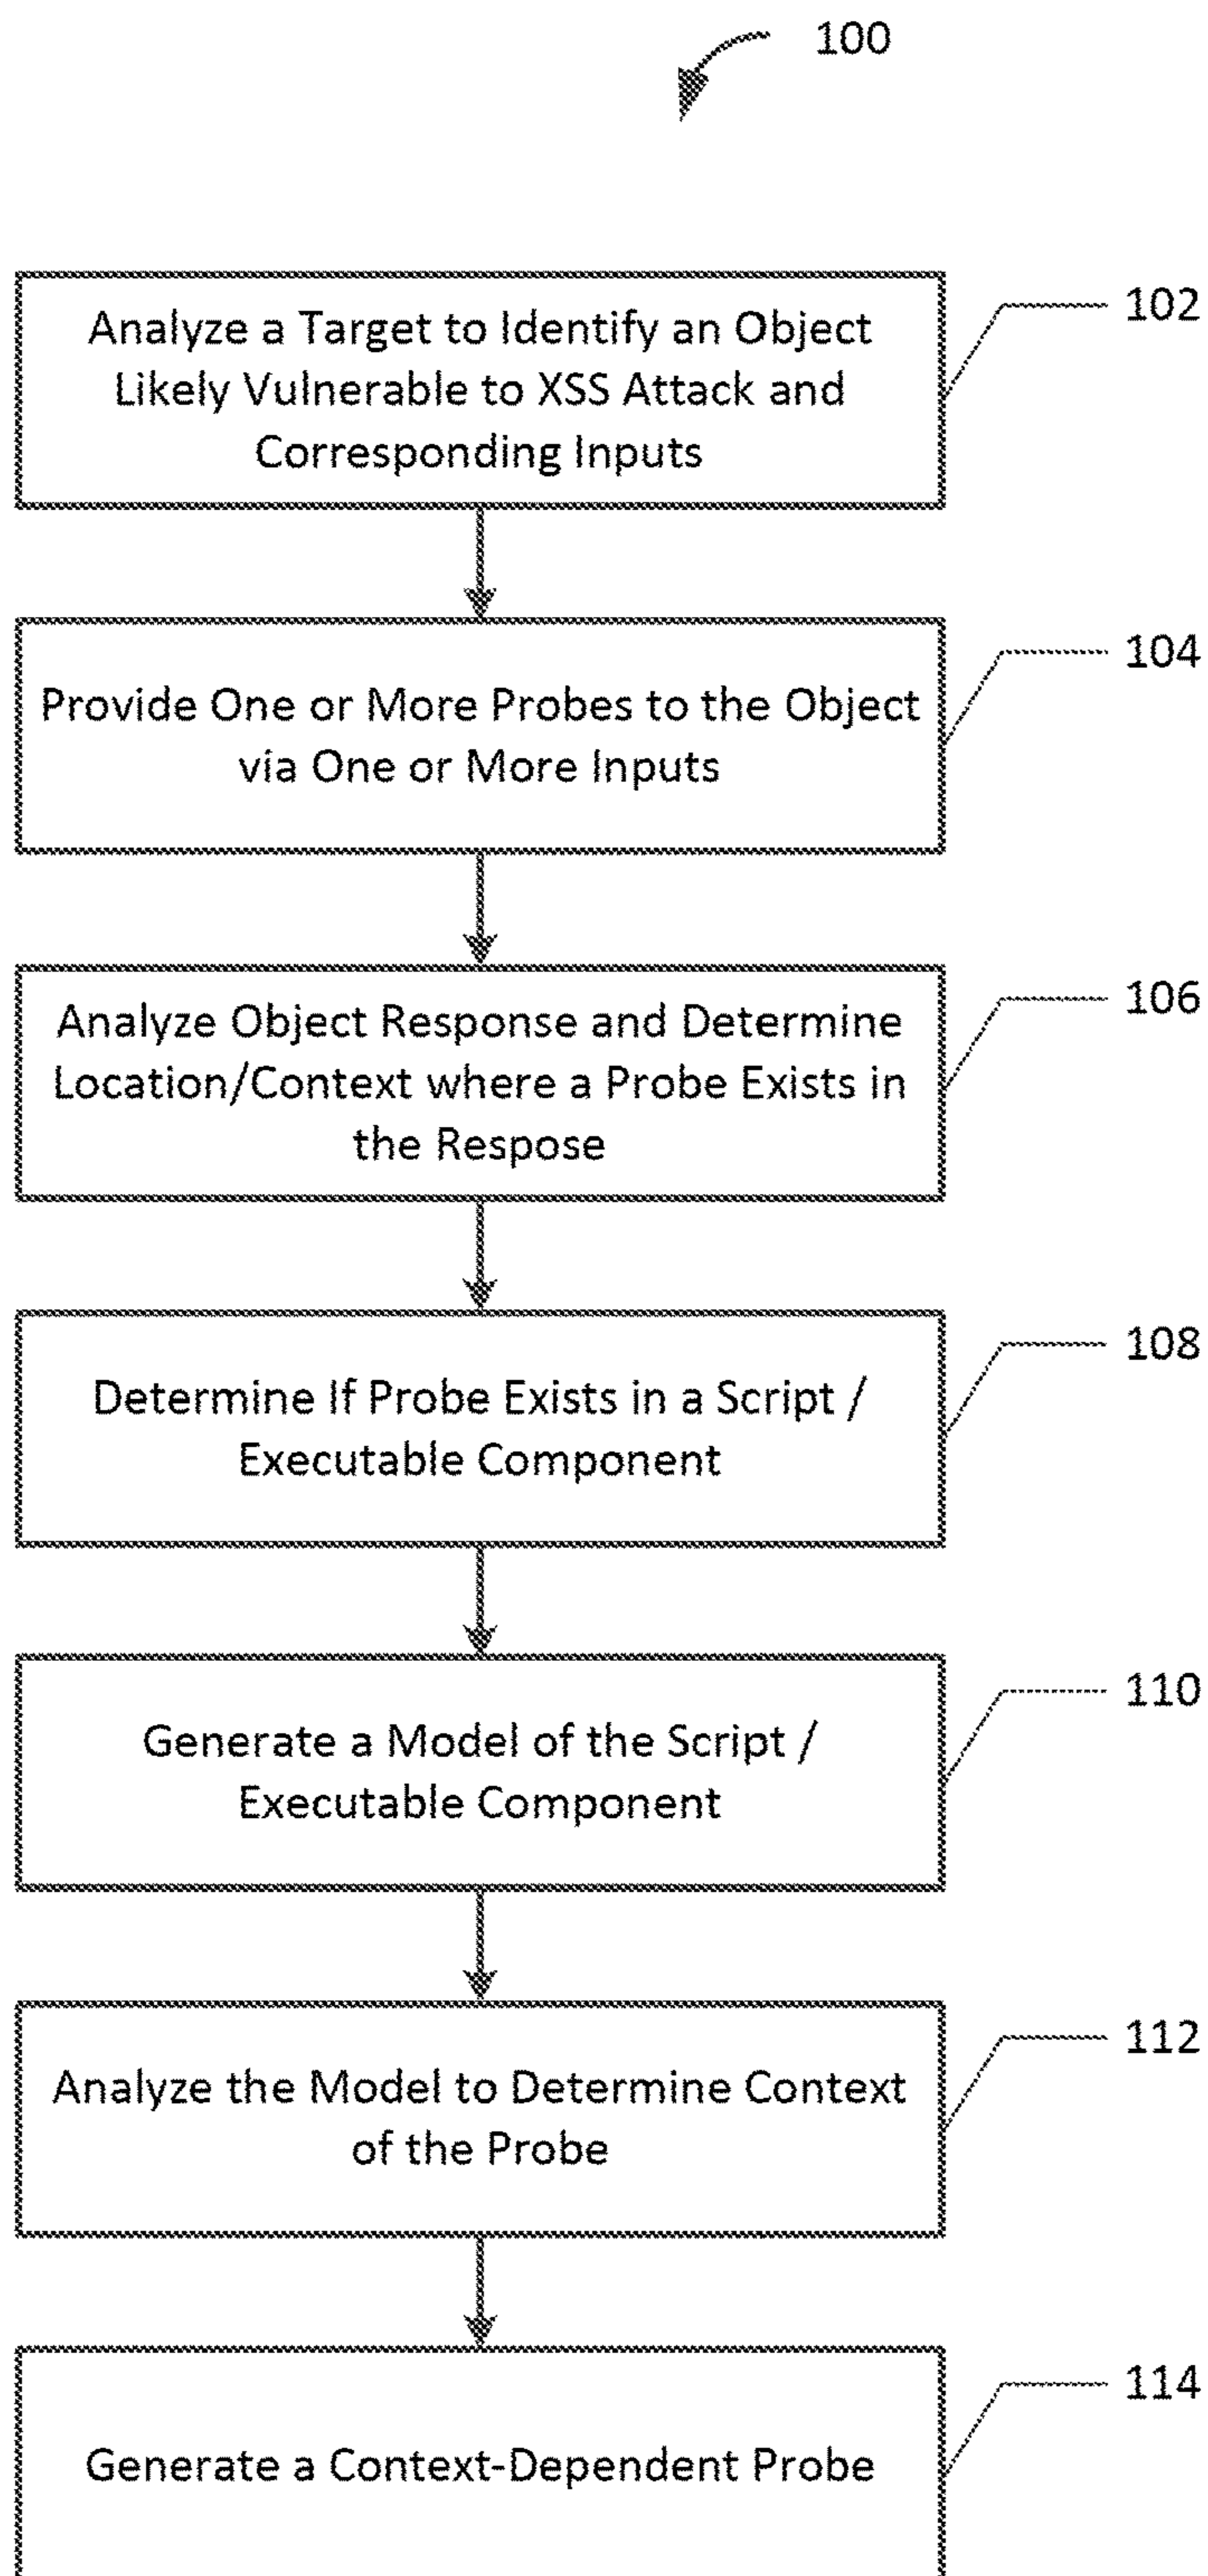 100
Analyze a Target to Identify an Object
Likely Vulnerable to XSS Attack and
Corresponding Inputs
102
Provide One or More Probes to the Object
via One or More Inputs
104
Analyze Object Response and Determine
Location/Context where a Probe Exists in
the Respose
106
Determine If Probe Exists in a Script /
Executable Component
108
Generate a Model of the Script /
Executable Component
110
Analyze the Model to Determine Context
of the Probe
112
Generate a Context-Dependent Probe
114